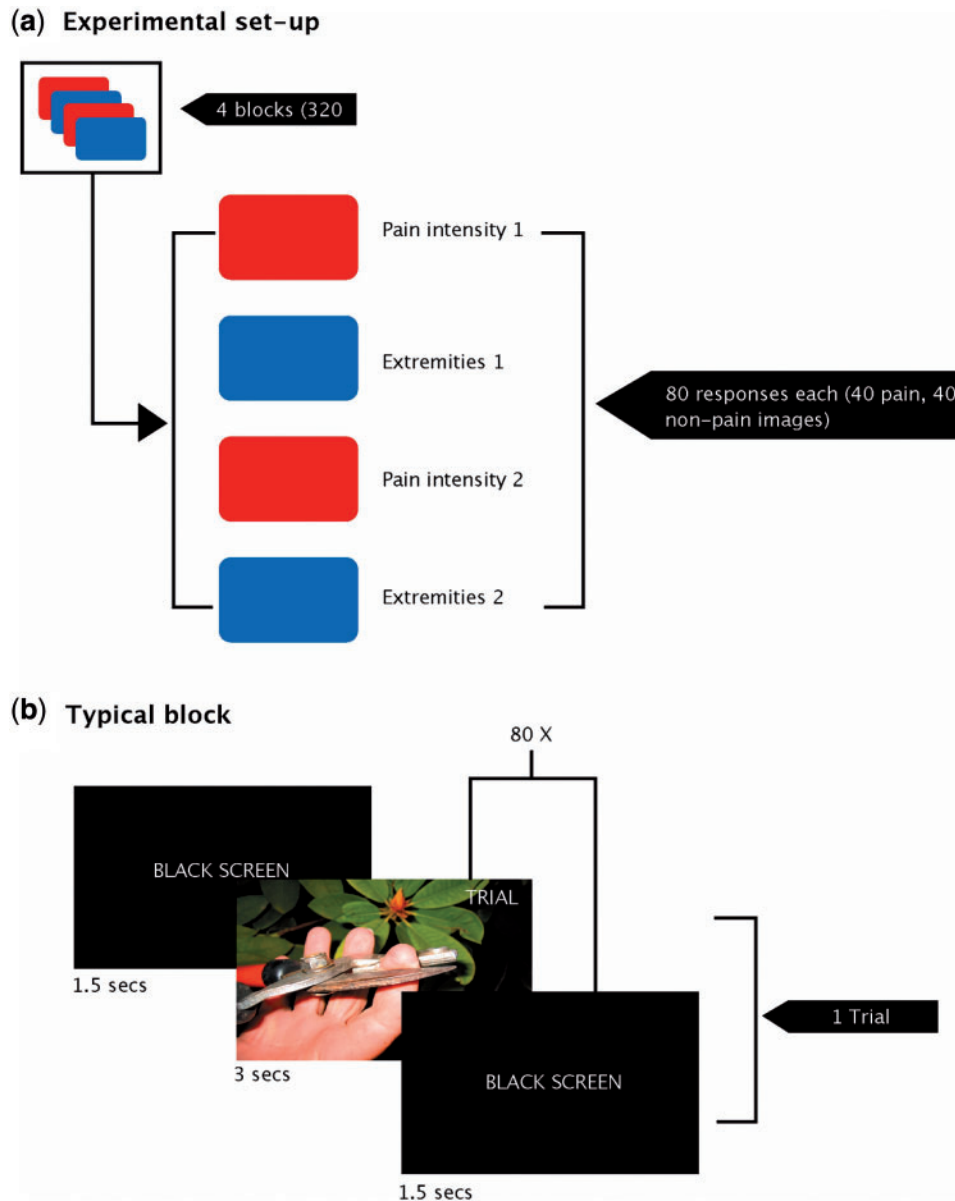 (a) Experimental set-up
4 blocks (320
Pain intensity 1
Extremities 1
80 responses each (40 pain, 40
non-pain images)
Pain intensity 2
Extremities 2
(b) Typical block
80 X
BLACK SCREEN
TRIAL
1.5 secs
1 Trial
3 secs
BLACK SCREEN
1.5 secs